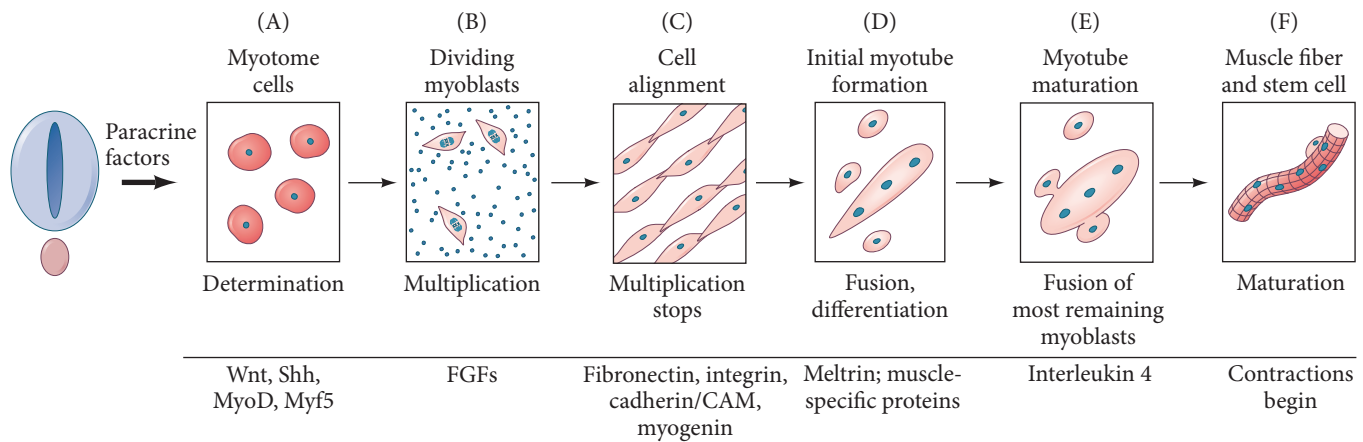 Paracrine
factors
(A)
Myotome
cells
Determination
Wnt, Shh,
MyoD, Myf5
(B)
Dividing
myoblasts
Multiplication
FGFs
(C)
Cell
alignment
Multiplication
stops
Fibronectin, integrin,
cadherin/CAM,
myogenin
(D)
Initial myotube
formation
Fusion,
differentiation
Meltrin; muscle-
specific proteins
(E)
Myotube
maturation
Fusion of
most remaining
myoblasts
Interleukin 4
(F)
Muscle fiber
and stem cell
Maturation
Contractions
begin